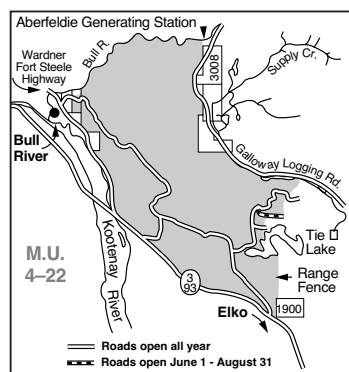 Aberfeldie Generating Station
Wardner
Fort Steele
Highway
Bull R.
3008
Supply Cr.
Bull
River
Galloway Logging Rd.
M.U.
4–22
Kootenay
River
Tie
Lake
3
93
Range
Fence
Elko
1900
Roads open all year
Roads open June 1 - August 31